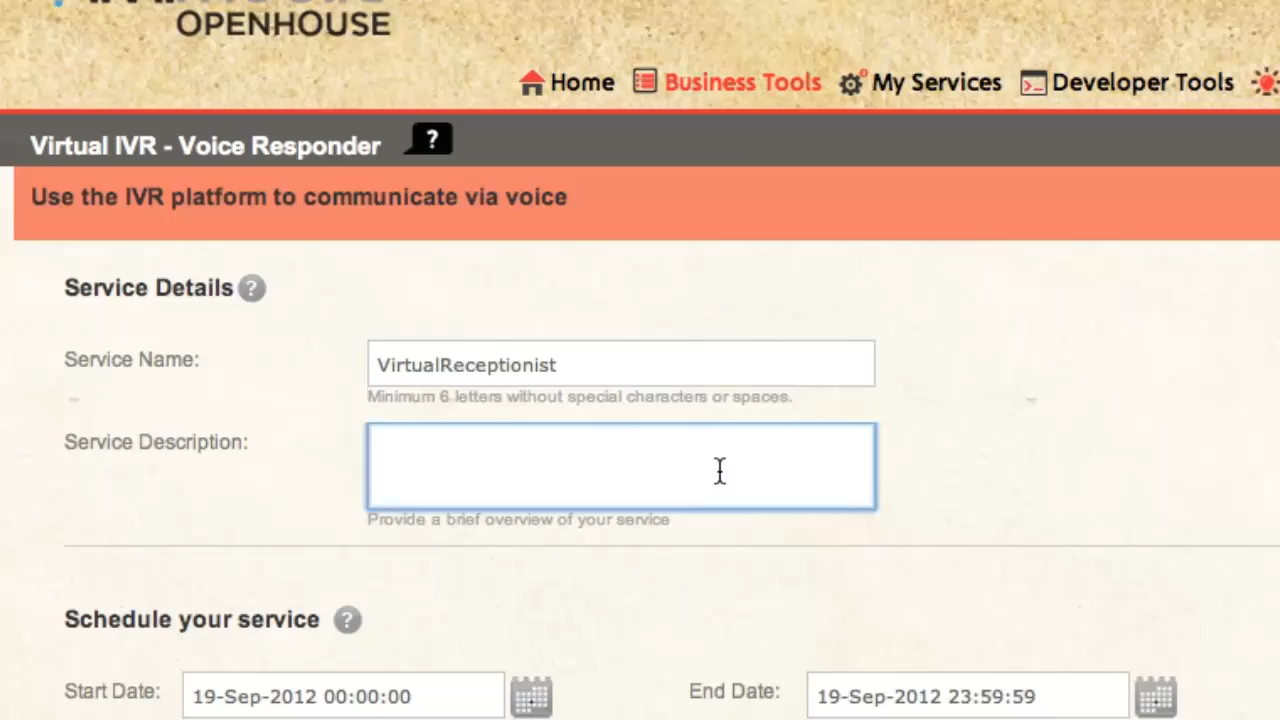 OPENHOUSE
Home Business Tools My Services Developer Tools
Virtual IVR - Voice Responder ?
Use the IVR platform to communicate via voice
Service Details ?
Service Name: VirtualReceptionist
Minimum 6 letters without special characters or spaces.
Service Description:
Provide a brief overview of your service
Schedule your service ?
Start Date: 19-Sep-2012 00:00:00 End Date: 19-Sep-2012 23:59:59